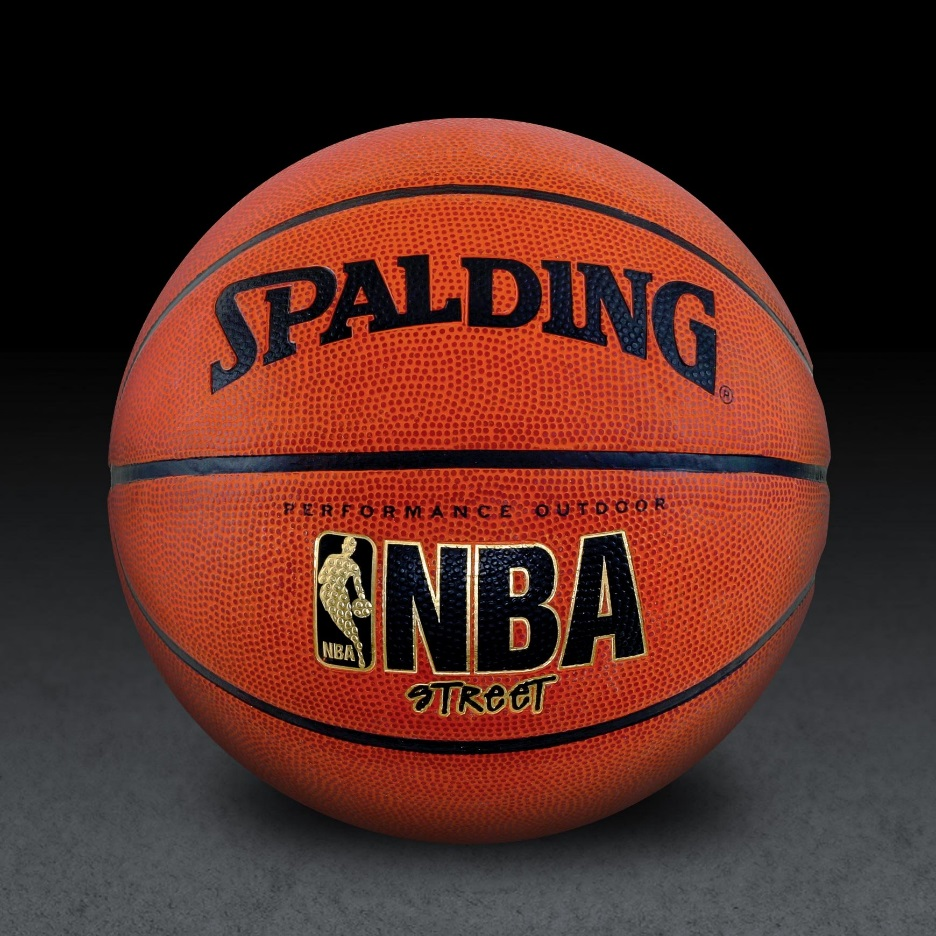 SPALDING ®
PERFORMANCE OUTDOOR
NBA NBA
STREET